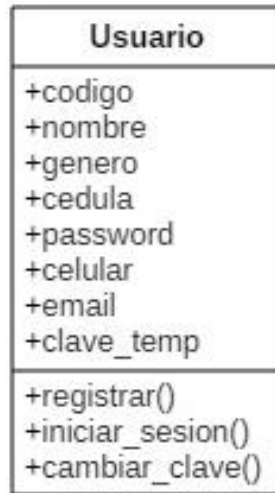 Usuario
+codigo
+nombre
+genero
+cedula
+password
+celular
+email
+clave_temp
+registrar()
+iniciar_sesion()
+cambiar_clave()